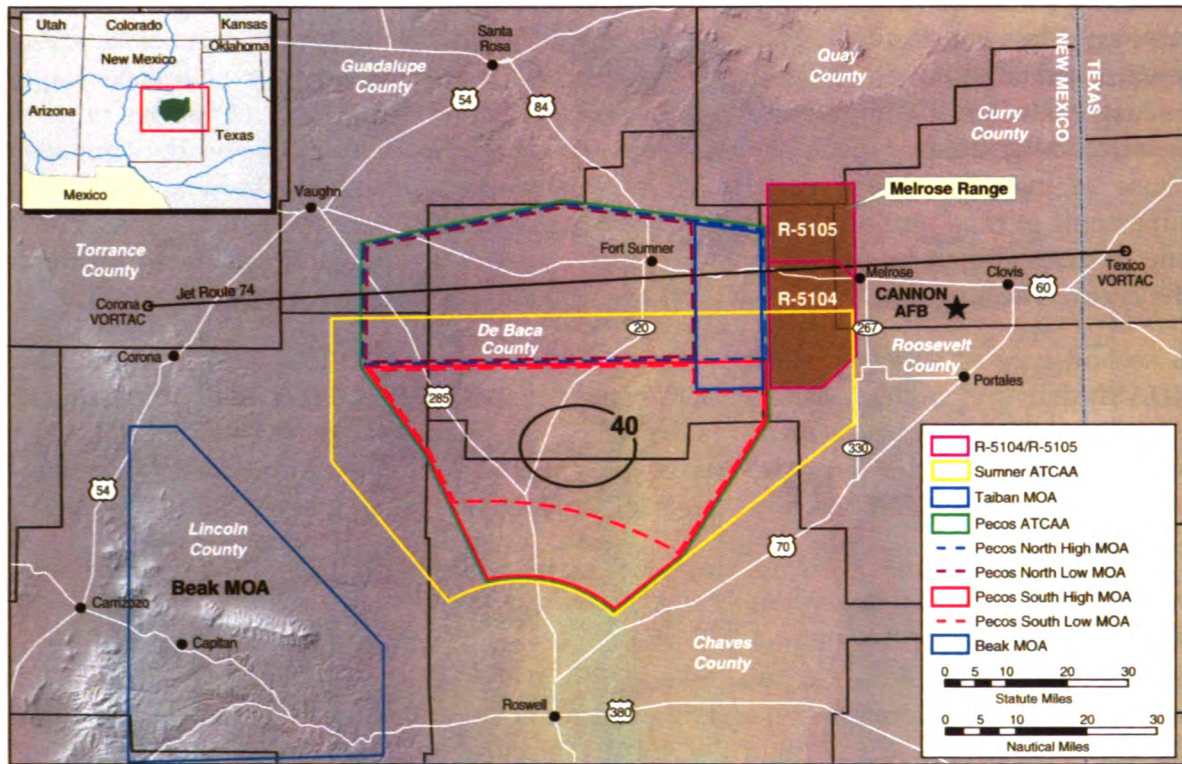 Utah
Colorado
Kansas
Oklahoma
New Mexico
Arizona
Texas
Mexico
Santa
Rosa
Guadalupe
County
54
84
Quay
County
TEXAS
NEW MEXICO
Curry
County
Melrose Range
Vaughn
R-5105
Fort Sumner
Torrance
County
Texico
VORTAC
Melrose
Clovis
60
Corona
VORTAC
Jet Route 74
R-5104
CANNON
AFB
De Baca
County
20
267
Roosevelt
County
Corona
285
Portales
40
330
54
Lincoln
County
Beak MOA
70
Carrizozo
Capitan
Chaves
County
Roswell
380
R-5104/R-5105
Sumner ATCAA
Taiban MOA
Pecos ATCAA
Pecos North High MOA
Pecos North Low MOA
Pecos South High MOA
Pecos South Low MOA
Beak MOA
0 5 10 20 30
Statute Miles
0 5 10 20 30
Nautical Miles